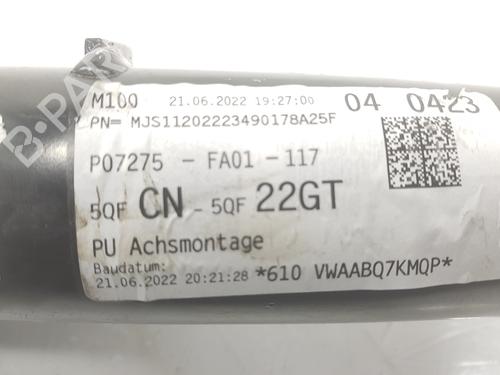 B-PARTS
M100 21.06.2022 19:27:00 04 0423
PN= MJS11202223490178A25F
P07275 - FA01 - 117
5QF CN - 5QF 22GT
PU Achsmontage
Baudatum:
21.06.2022 20:21:28 *610 VWAABQ7KMQP*